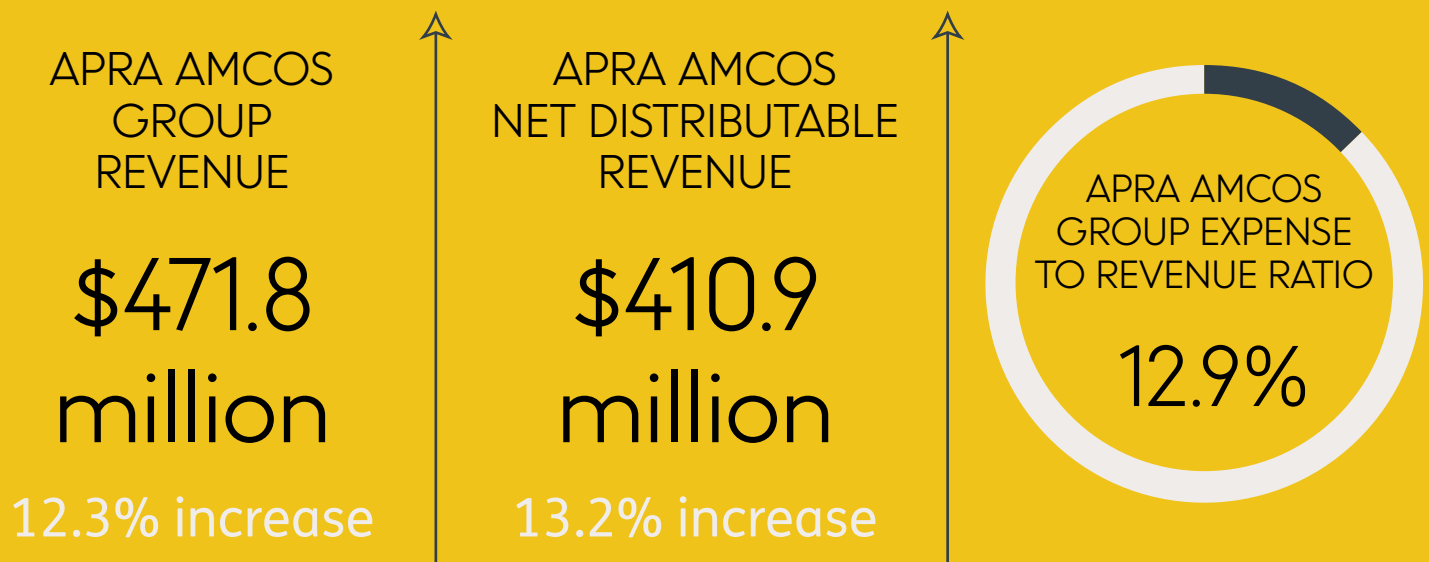 APRA AMCOS
GROUP
REVENUE
$471.8
million
12.3% increase
APRA AMCOS
NET DISTRIBUTABLE
REVENUE
$410.9
million
13.2% increase
APRA AMCOS
GROUP EXPENSE
TO REVENUE RATIO
12.9%